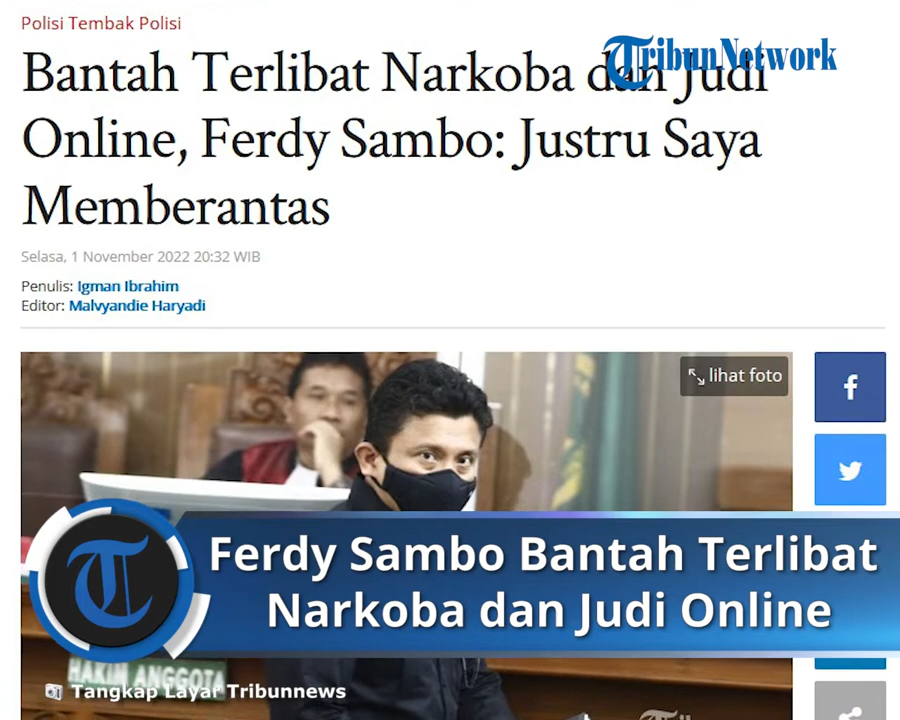 Polisi Tembak Polisi
TribunNetwork
Bantah Terlibat Narkoba dan Judi
Online, Ferdy Sambo: Justru Saya
Memberantas
Selasa, 1 November 2022 20:32 WIB
Penulis: Igman Ibrahim
Editor: Malvyandie Haryadi
lihat foto
Ferdy Sambo Bantah Terlibat
Narkoba dan Judi Online
HAKIM ANGGOTA
Tangkap Layar Tribunnews